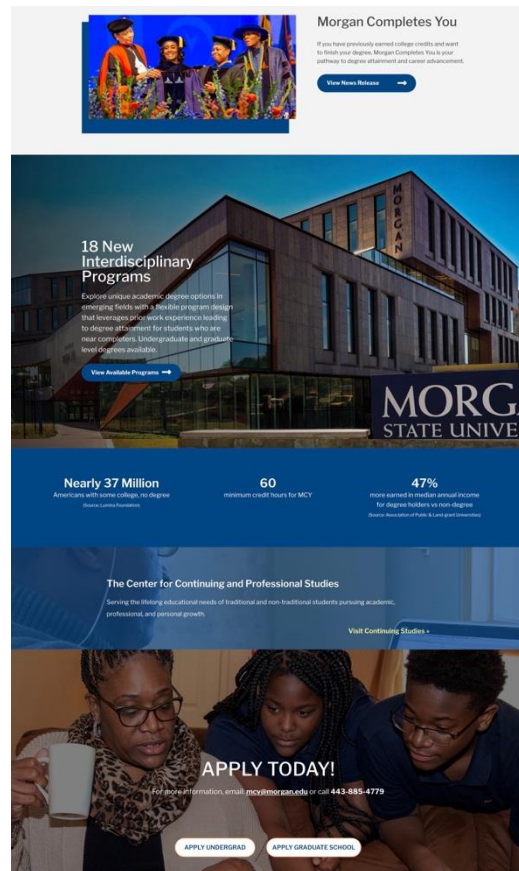 Morgan Completes You
If you have previously earned college credits and want
to finish your degree, Morgan Completes You is your
pathway to degree attainment and career advancement.
View News Release
MORGAN
18 New
Interdisciplinary
Programs
Explore unique academic degree options in
emerging fields with a flexible program design
that leverages prior work experience leading
to degree attainment for students who are
near completers. Undergraduate and graduate
level degrees available.
View Available Programs
MORG
STATE UNIVE
Nearly 37 Million
Americans with some college, no degree
(Source: Lumina Foundation)
60
minimum credit hours for MCY
47%
more earned in median annual income
for degree holders vs non-degree
(Source: Association of Public & Land-grant Universities)
The Center for Continuing and Professional Studies
Serving the lifelong educational needs of traditional and non-traditional students pursuing academic,
professional, and personal growth.
Visit Continuing Studies »
APPLY TODAY!
For more information, email: mcy@morgan.edu or call 443-885-4779
APPLY UNDERGRAD
APPLY GRADUATE SCHOOL